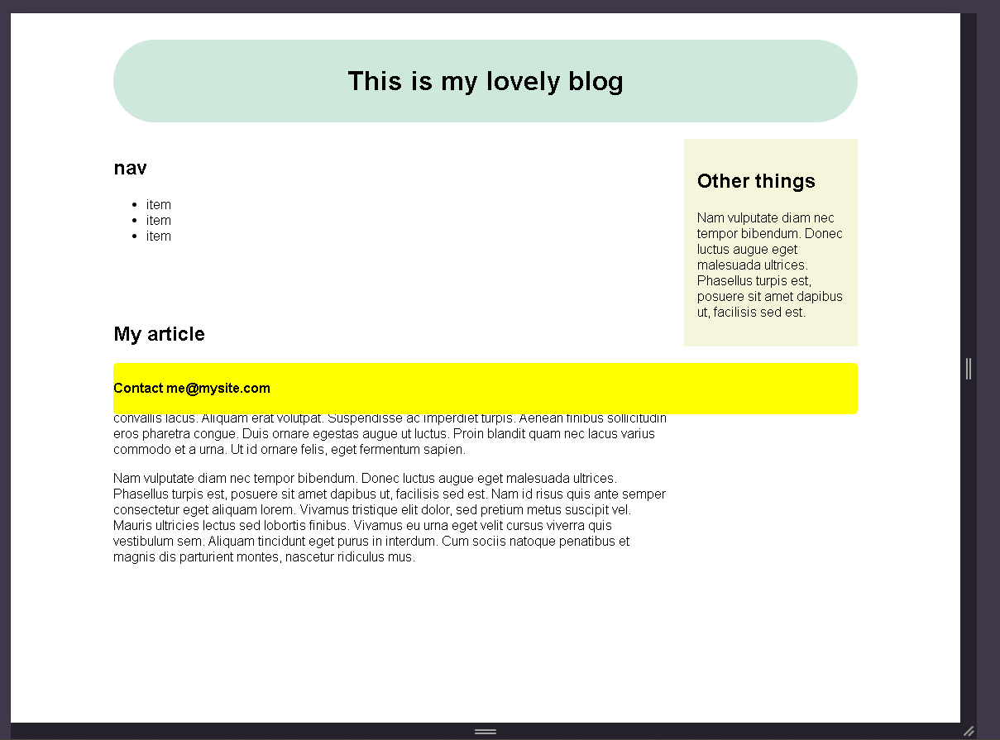 This is my lovely blog
nav
item
item
item
Other things
Nam vulputate diam nec
tempor bibendum. Donec
luctus augue eget
malesuada ultrices.
Phasellus turpis est,
posuere sit amet dapibus
ut, facilisis sed est.
My article
Contact me@mysite.com
convallis lacus. Aliquam erat volutpat. Suspendisse ac imperdiet turpis. Aenean finibus sollicitudin
eros pharetra congue. Duis ornare egestas augue ut luctus. Proin blandit quam nec lacus varius
commodo et a urna. Ut id ornare felis, eget fermentum sapien.
Nam vulputate diam nec tempor bibendum. Donec luctus augue eget malesuada ultrices.
Phasellus turpis est, posuere sit amet dapibus ut, facilisis sed est. Nam id risus quis ante semper
consectetur eget aliquam lorem. Vivamus tristique elit dolor, sed pretium metus suscipit vel.
Mauris ultricies lectus sed lobortis finibus. Vivamus eu urna eget velit cursus viverra quis
vestibulum sem. Aliquam tincidunt eget purus in interdum. Cum sociis natoque penatibus et
magnis dis parturient montes, nascetur ridiculus mus.